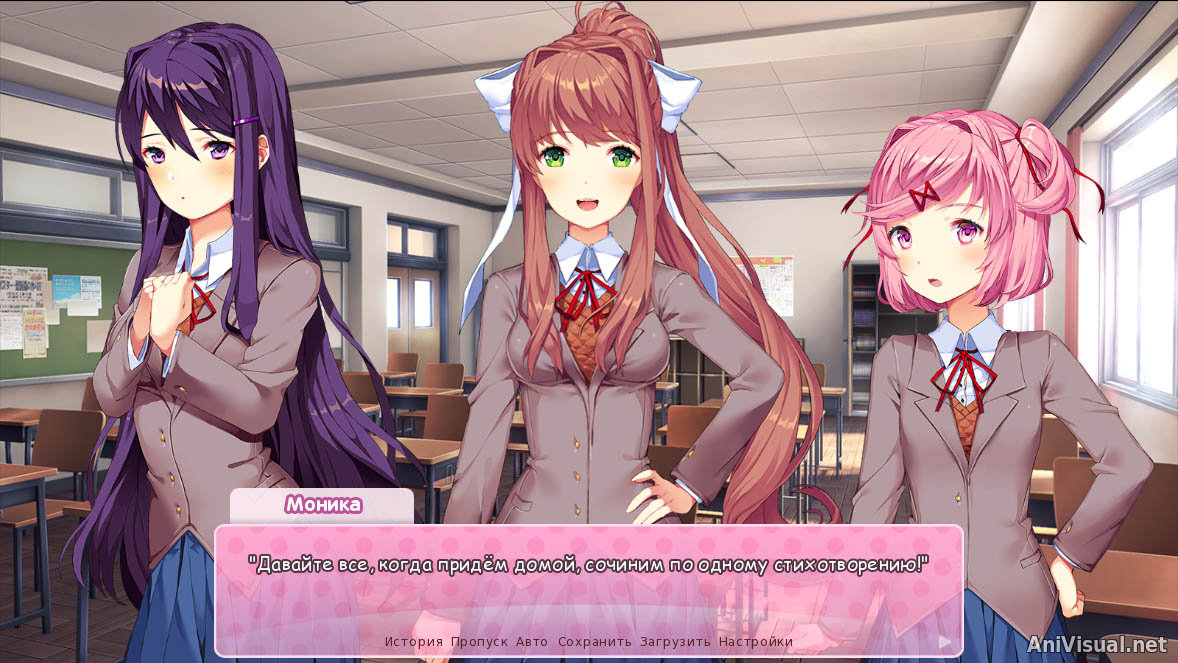 Моника
"Давайте все, когда придём домой, сочиним по одному стихотворению!"
История Пропуск Авто Сохранить Загрузить Настройки
AniVisual.net